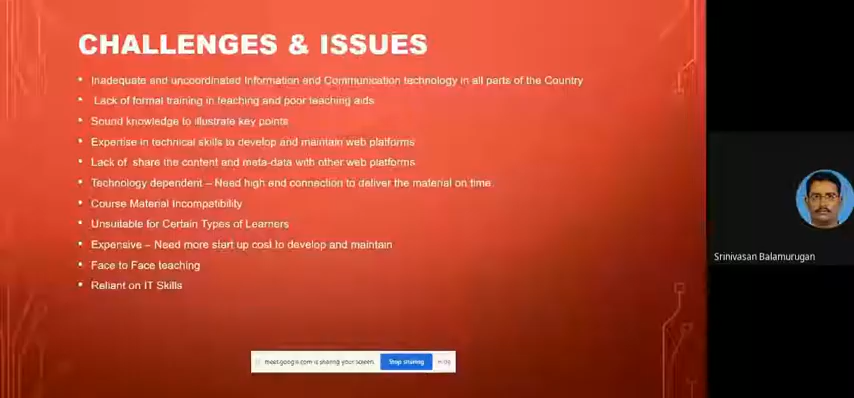 CHALLENGES & ISSUES
• Inadequate and uncoordinated Information and Communication technology in all parts of the Country
• Lack of formal training in teaching and poor teaching aids
• Sound knowledge to illustrate key points
• Expertise in technical skills to develop and maintain web platforms
• Lack of share the content and meta-data with other web platforms
• Technology dependent – Need high end connection to deliver the material on time.
• Course Material Incompatibility
• Unsuitable for Certain Types of Learners
• Expensive – Need more start up cost to develop and maintain
• Face to Face teaching
• Reliant on IT Skills
Srinivasan Balamurugan
meet.google.com is sharing your screen. Stop sharing Hide